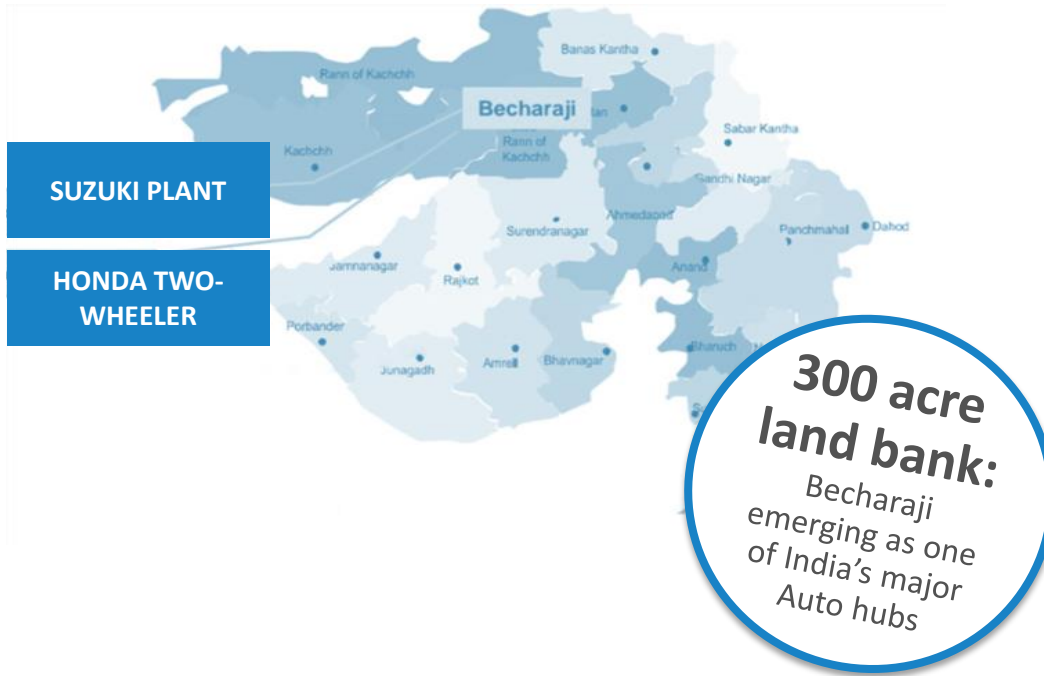 Banas Kantha
Rann of Kachchh
Becharaji
tan
Sabar Kantha
Rann of
Kachchh
Kachchh
SUZUKI PLANT
Gandhi Nagar
Ahmedabad
Surendranagar
Panchmahal
Dahod
Jamnanagar
Rajkot
Anand
HONDA TWO-
WHEELER
Porbander
Junagadh
Amreli
Bhavnagar
Bharuch
300 acre
land bank:
Becharaji
emerging as one
of India's major
Auto hubs